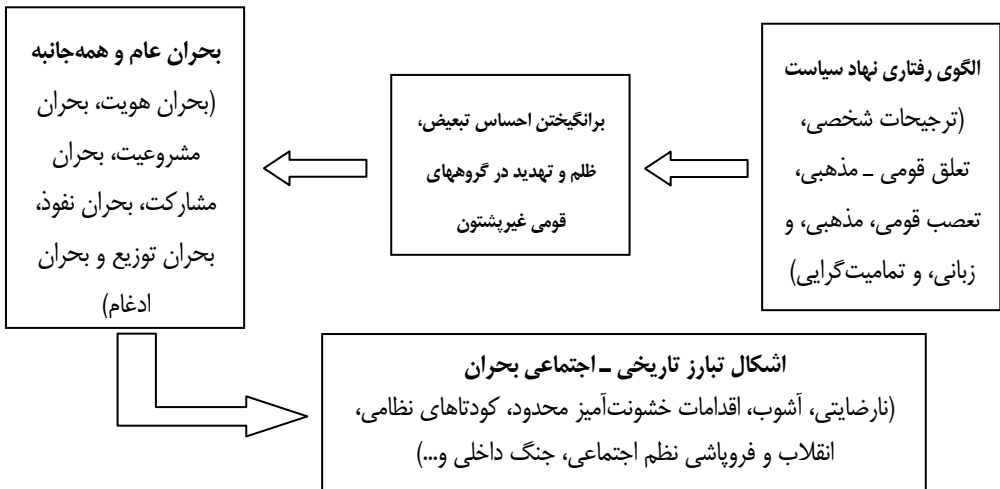 الگوی رفتاری نهاد سیاست
(ترجیحات شخصی،
تعلق قومی ـ مذهبی،
تعصب قومی، مذهبی، و
زبانی، و تمامیت‌گرایی)
برانگیختن احساس تبعیض،
ظلم و تهدید در گروههای
قومی غیرپشتون
بحران عام و همه‌جانبه
(بحران هویت، بحران
مشروعیت، بحران
مشارکت، بحران نفوذ،
بحران توزیع و بحران
ادغام)
اشکال تبارز تاریخی ـ اجتماعی بحران
(نارضایتی، آشوب، اقدامات خشونت‌آمیز محدود، کودتاهای نظامی،
انقلاب و فروپاشی نظم اجتماعی، جنگ داخلی و...)